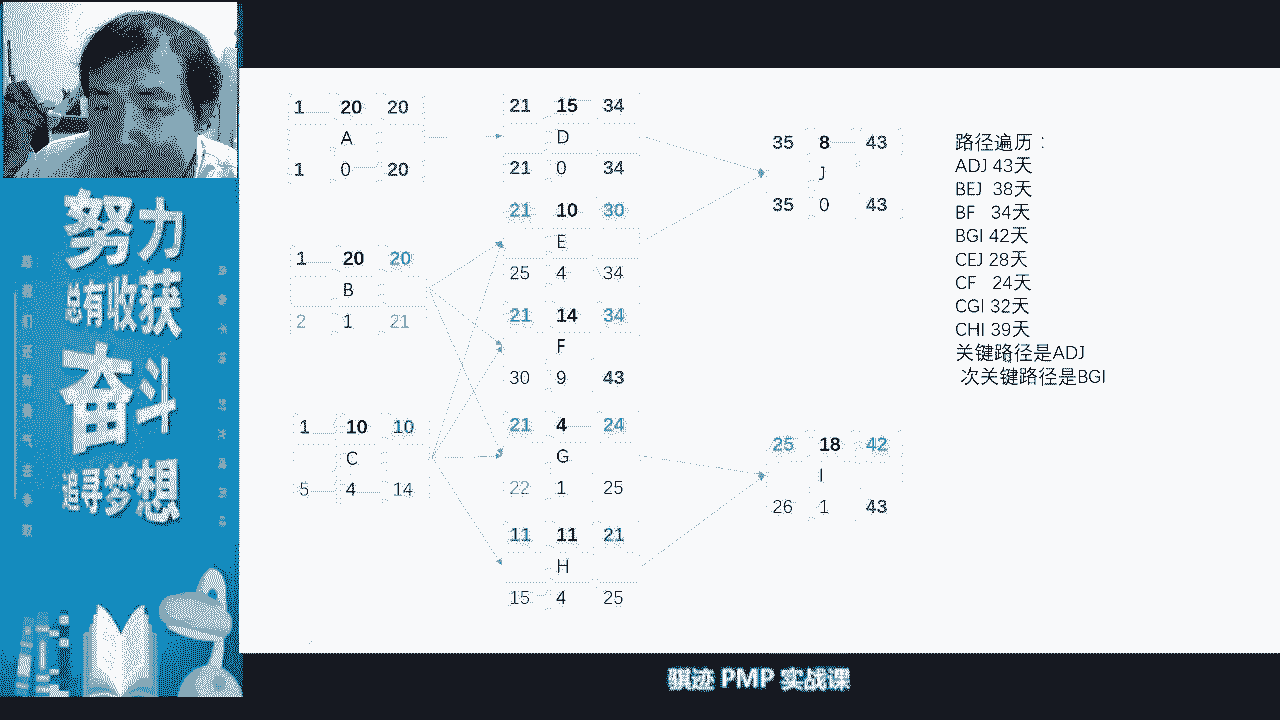 努力
总有收获
奋斗
追寻梦想
1 20 20
A
1 0 20
1 20 20
B
2 1 21
1 10 10
C
5 4 14
21 15 34
D
21 0 34
21 10 30
E
25 4 34
21 14 34
F
30 9 43
21 4 24
G
22 1 25
11 11 21
H
15 4 25
35 8 43
J
35 0 43
25 18 42
I
26 1 43
路径遍历：
ADJ 43天
BEJ 38天
BF 34天
BGI 42天
CEJ 28天
CF 24天
CGI 32天
CHI 39天
关键路径是ADJ
次关键路径是BGI
骐迹 PMP 实战课